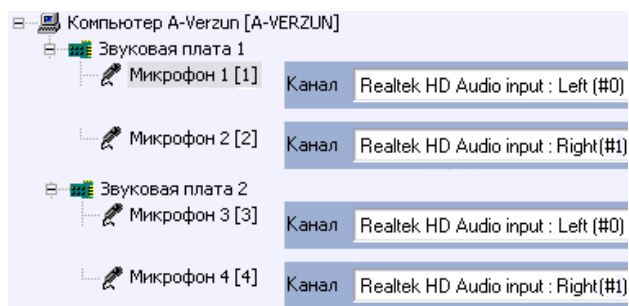 Компьютер A-Verzun [A-VERZUN]
Звуковая плата 1
Микрофон 1 [1]
Канал Realtek HD Audio input : Left (#0)
Микрофон 2 [2]
Канал Realtek HD Audio input : Right(#1)
Звуковая плата 2
Микрофон 3 [3]
Канал Realtek HD Audio input : Left (#0)
Микрофон 4 [4]
Канал Realtek HD Audio input : Right(#1)